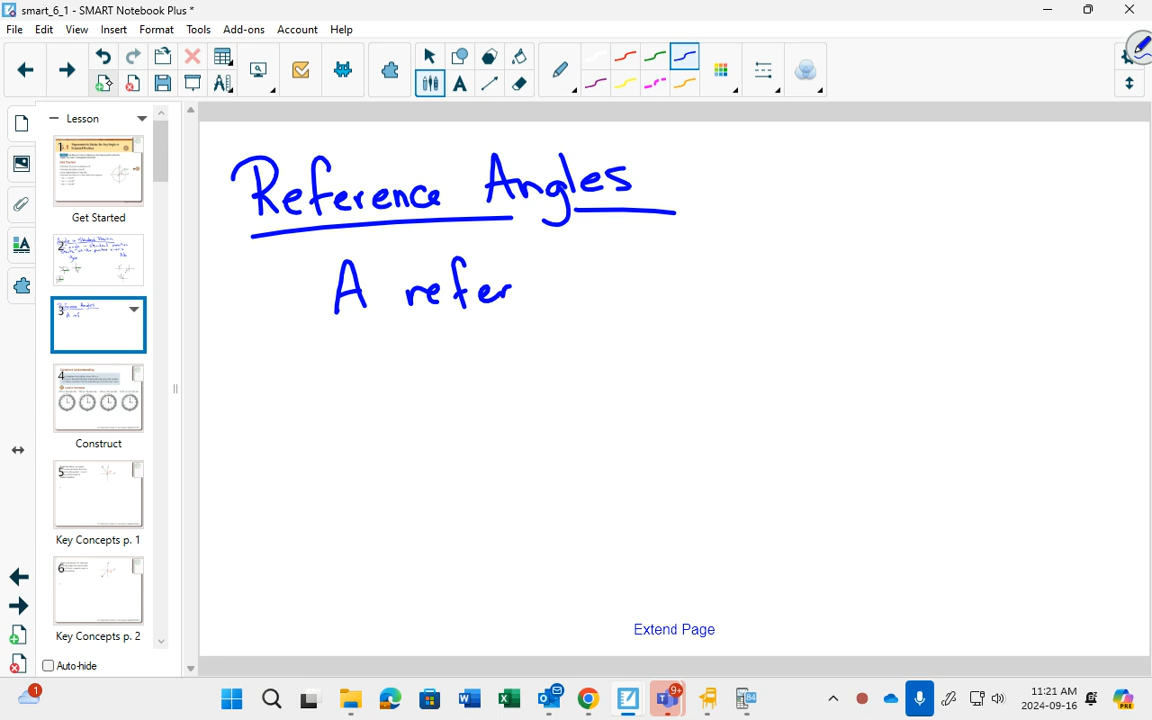 smart_6_1 - SMART Notebook Plus *
File Edit View Insert Format Tools Add-ons Account Help
Lesson
Get Started
Construct
Key Concepts p. 1
Key Concepts p. 2
Auto-hide
Reference Angles
A refer
Extend Page
11:21 AM
2024-09-16